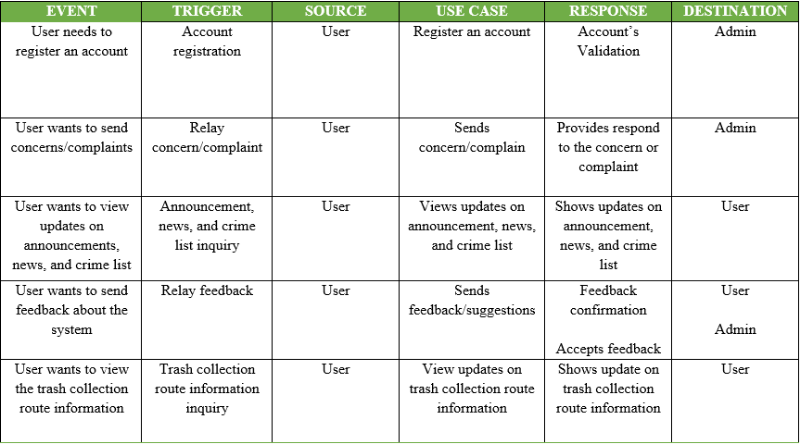 EVENT TRIGGER SOURCE USE CASE RESPONSE DESTINATION
User needs to
register an account
Account
registration
User
Register an account
Account's
Validation
Admin
User wants to send
concerns/complaints
Relay
concern/complaint
User
Sends
concern/complain
Provides respond
to the concern or
complaint
Admin
User wants to view
updates on
announcements,
news, and crime list
Announcement,
news, and crime
list inquiry
User
Views updates on
announcement, news,
and crime list
Shows updates on
announcement,
news, and crime
list
User
User wants to send
feedback about the
system
Relay feedback
User
Sends
feedback/suggestions
Feedback
confirmation
Accepts feedback
User
Admin
User wants to view
the trash collection
route information
Trash collection
route information
inquiry
User
View updates on
trash collection route
information
Shows update on
trash collection
route information
User